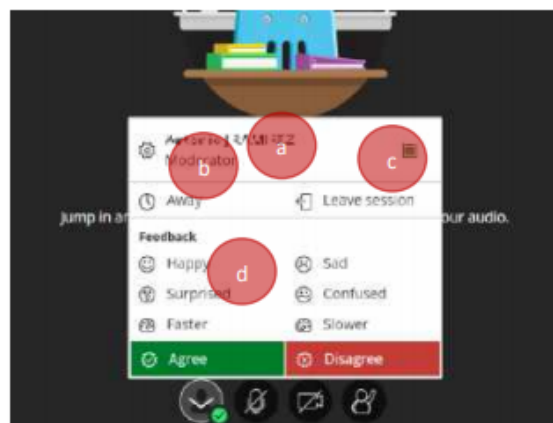 a
Moderator
b
c
Away
Leave session
Jump in
our audio.
Feedback
Happy
Sad
d
Surprised
Confused
Faster
Slower
Agree
Disagree